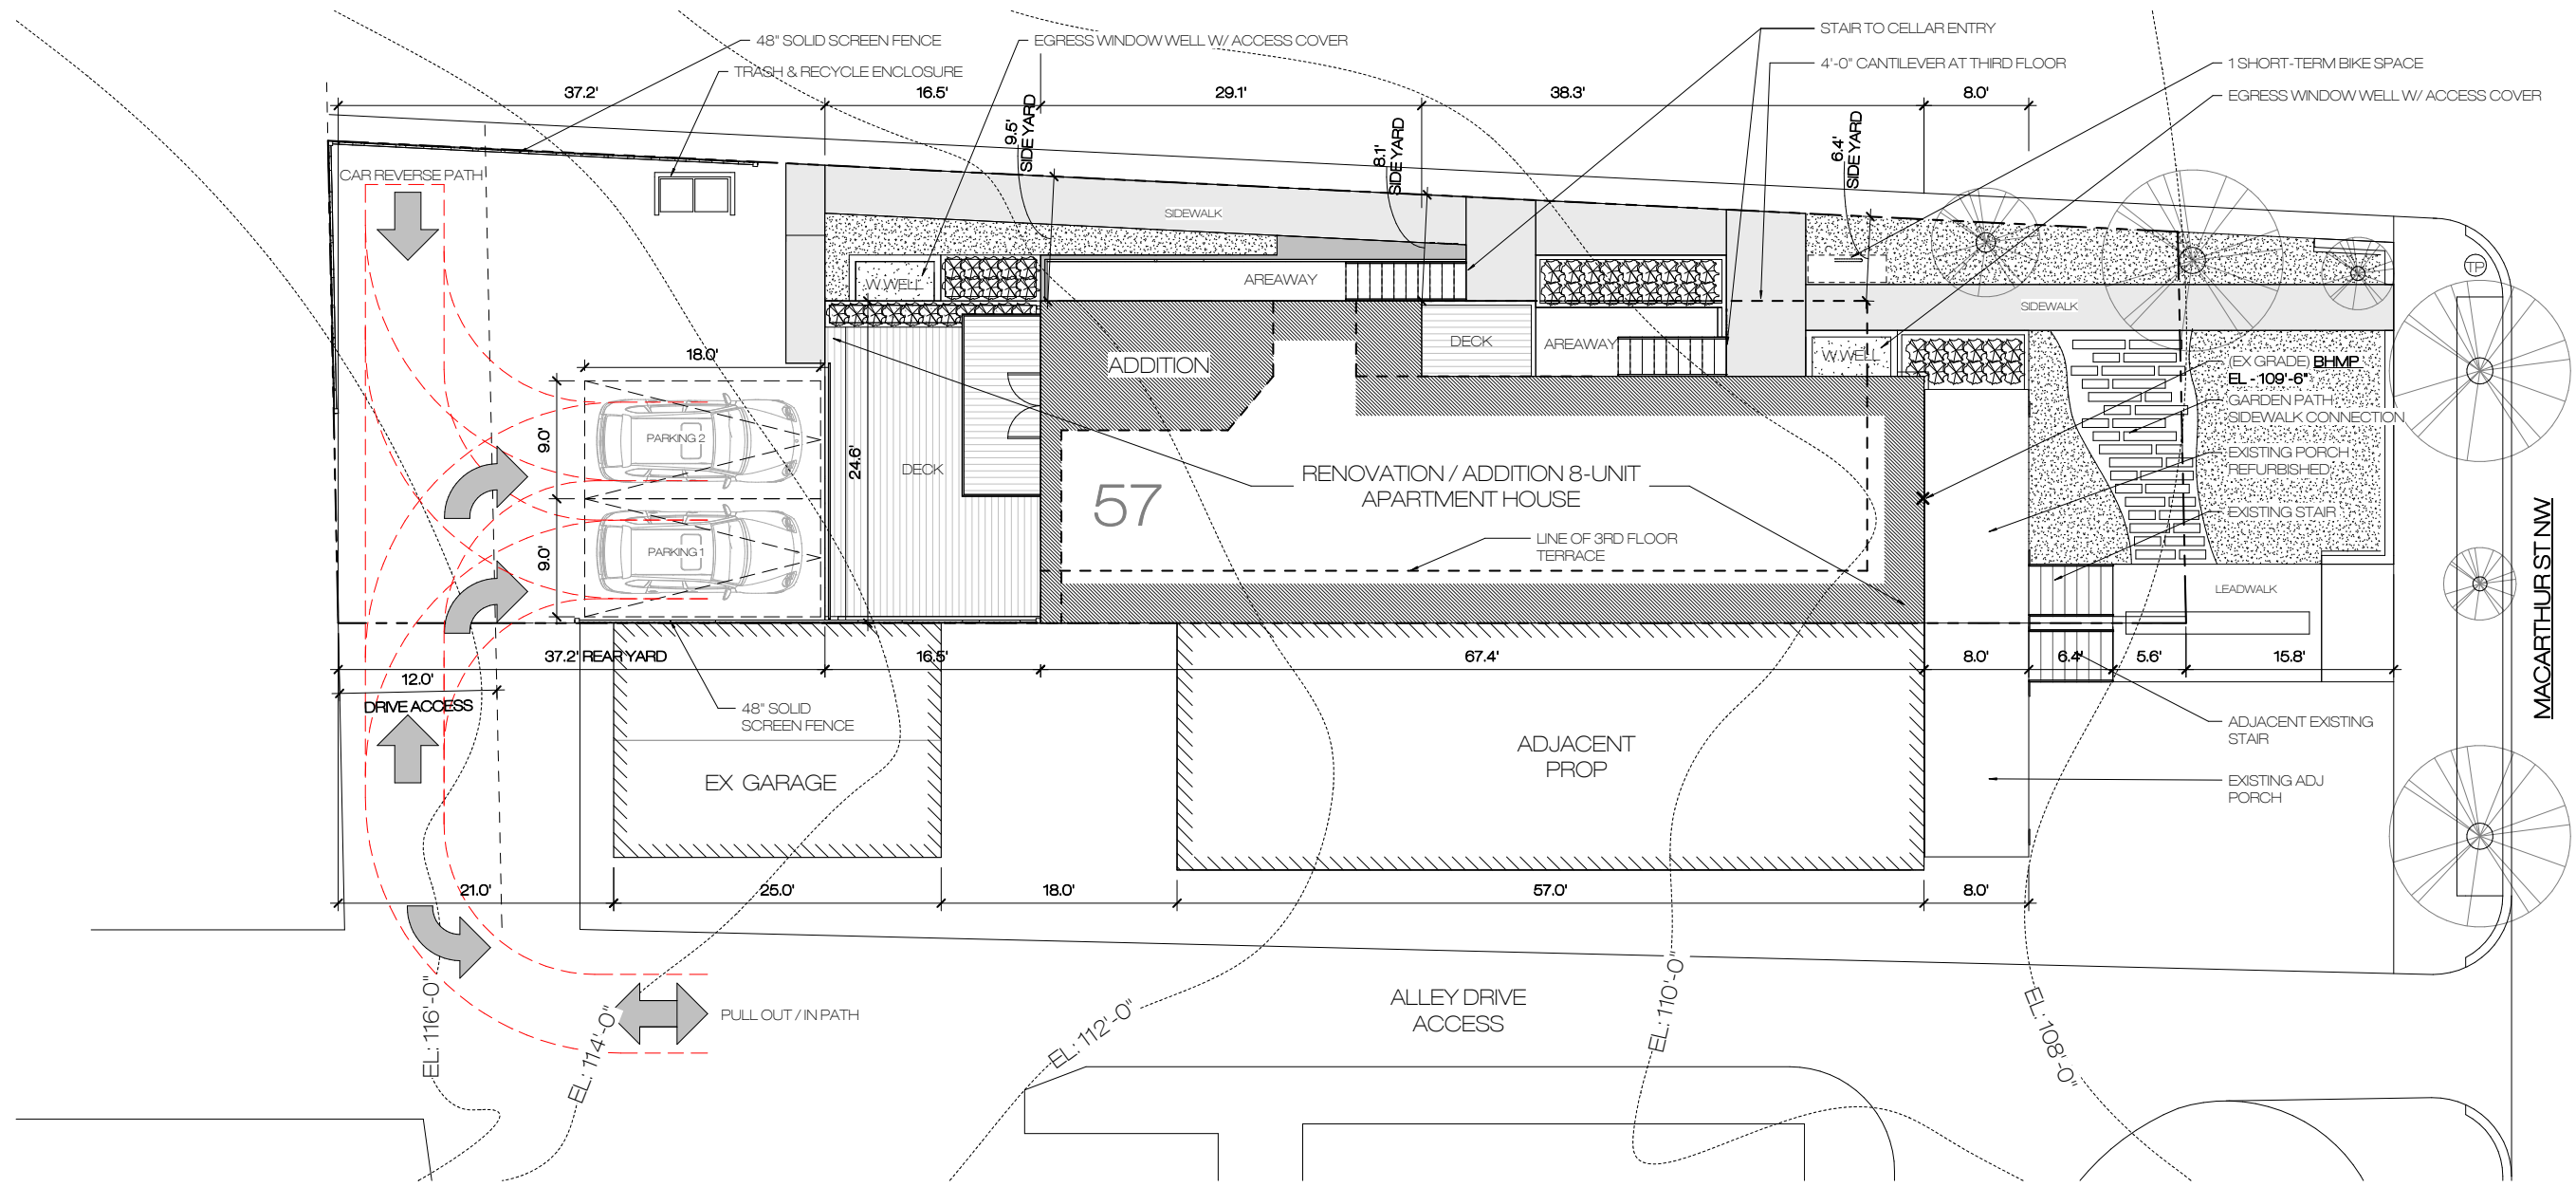 48" SOLID SCREEN FENCE
TRASH & RECYCLE ENCLOSURE
EGRESS WINDOW WELL W/ ACCESS COVER
STAIR TO CELLAR ENTRY
4'-0" CANTILEVER AT THIRD FLOOR
1 SHORT-TERM BIKE SPACE
EGRESS WINDOW WELL W/ ACCESS COVER
37.2'
16.5'
29.1'
38.3'
8.0'
9.5'
SIDE YARD
8.1'
SIDE YARD
6.4'
SIDE YARD
CAR REVERSE PATH
SIDEWALK
W.WELL
AREAWAY
SIDEWALK
TP
DECK
AREAWAY
W.WELL
ADDITION
18.0'
(EX GRADE) BHMP
EL - 109'-6"
GARDEN PATH
SIDEWALK CONNECTION
9.0'
PARKING 2
24.6'
DECK
RENOVATION / ADDITION 8-UNIT
APARTMENT HOUSE
57
EXISTING PORCH
REFURBISHED
EXISTING STAIR
9.0'
PARKING 1
LINE OF 3RD FLOOR
TERRACE
LEADWALK
MACARTHUR ST NW
37.2' REAR YARD
16.5'
67.4'
8.0'
6.4'
5.6'
15.8'
12.0'
DRIVE ACCESS
48" SOLID
SCREEN FENCE
ADJACENT EXISTING
STAIR
EX GARAGE
ADJACENT
PROP
EXISTING ADJ
PORCH
21.0'
25.0'
18.0'
57.0'
8.0'
EL: 116'-0"
EL: 114'-0"
PULL OUT / IN PATH
EL: 112'-0"
ALLEY DRIVE
ACCESS
EL: 110'-0"
EL: 108'-0"